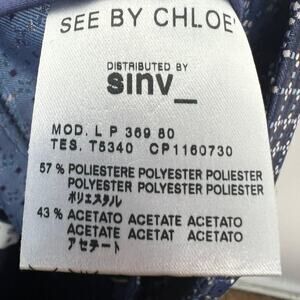 SEE BY CHLOE'
DISTRIBUTED BY
sinv_
MOD. L P 369 80
TES. T5340 CP1160730
57 % POLIESTERE POLYESTER POLIESTER
POLYESTER POLYESTER POLYESTER
ポリエステル
43 % ACETATO ACETATE ACETATO
ACETATE ACETAT ACETATO
アセテート